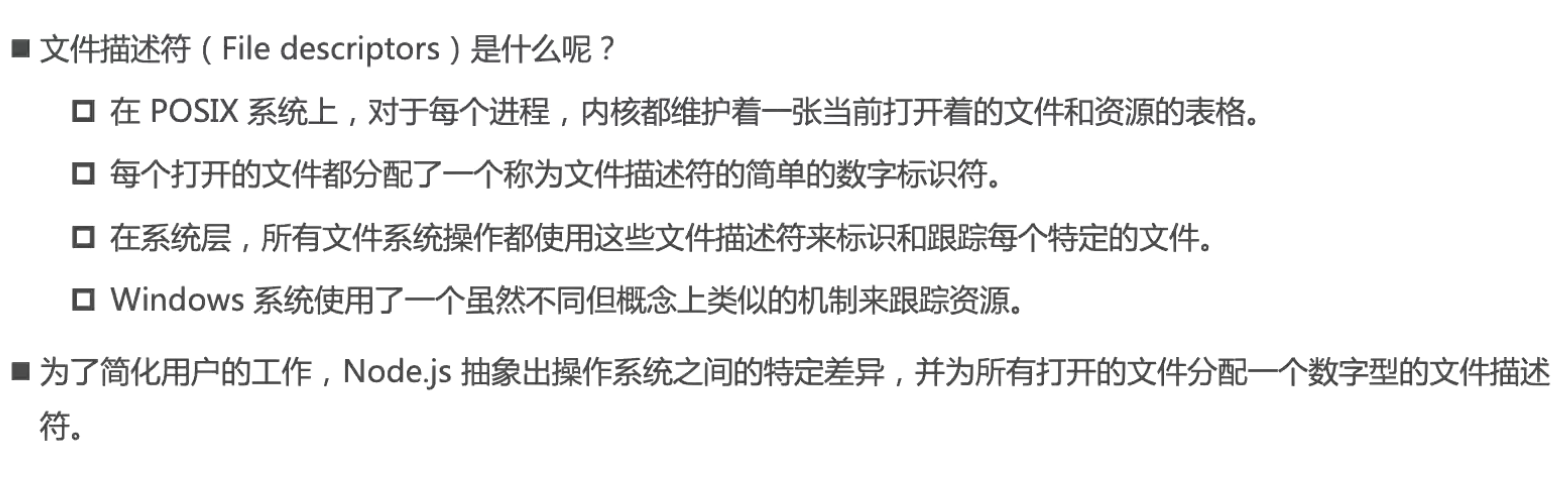 ■ 文件描述符（File descriptors）是什么呢？
□ 在 POSIX 系统上，对于每个进程，内核都维护着一张当前打开着的文件和资源的表格。
□ 每个打开的文件都分配了一个称为文件描述符的简单的数字标识符。
□ 在系统层，所有文件系统操作都使用这些文件描述符来标识和跟踪每个特定的文件。
□ Windows 系统使用了一个虽然不同但概念上类似的机制来跟踪资源。
■ 为了简化用户的工作，Node.js 抽象出操作系统之间的特定差异，并为所有打开的文件分配一个数字型的文件描述
符。